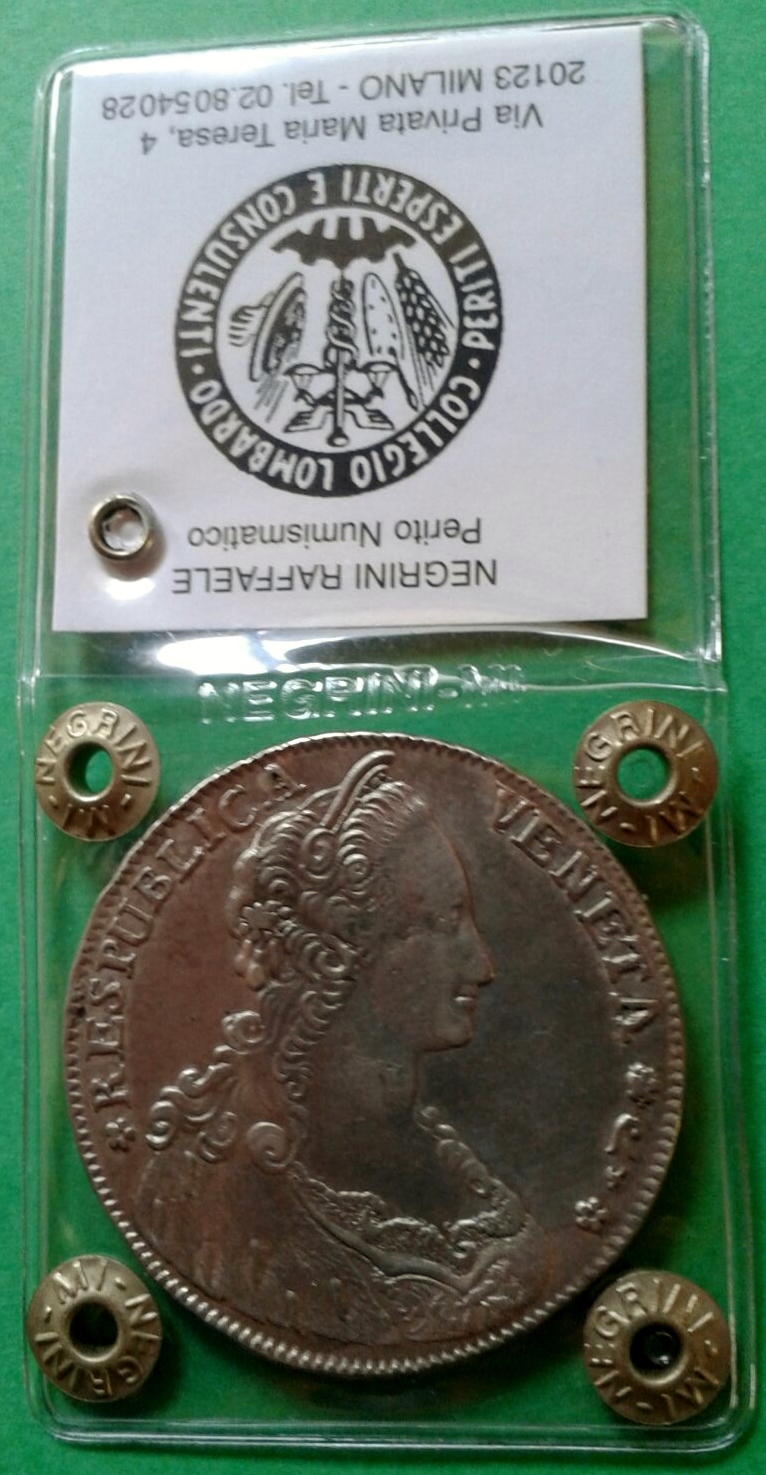 NEGRINI RAFFAELE
Perito Numismatico
COLLEGIO LOMBARDO · PERITI ESPERTI E CONSULENTI ·
Via Privata Maria Teresa, 4
20123 MILANO - Tel. 02.8054028
NEGRINI-MI
NEGRINI - MI -
NEGRINI - MI -
RESPUBLICA VENETA
NEGRINI - MI -
NEGRINI - MI -